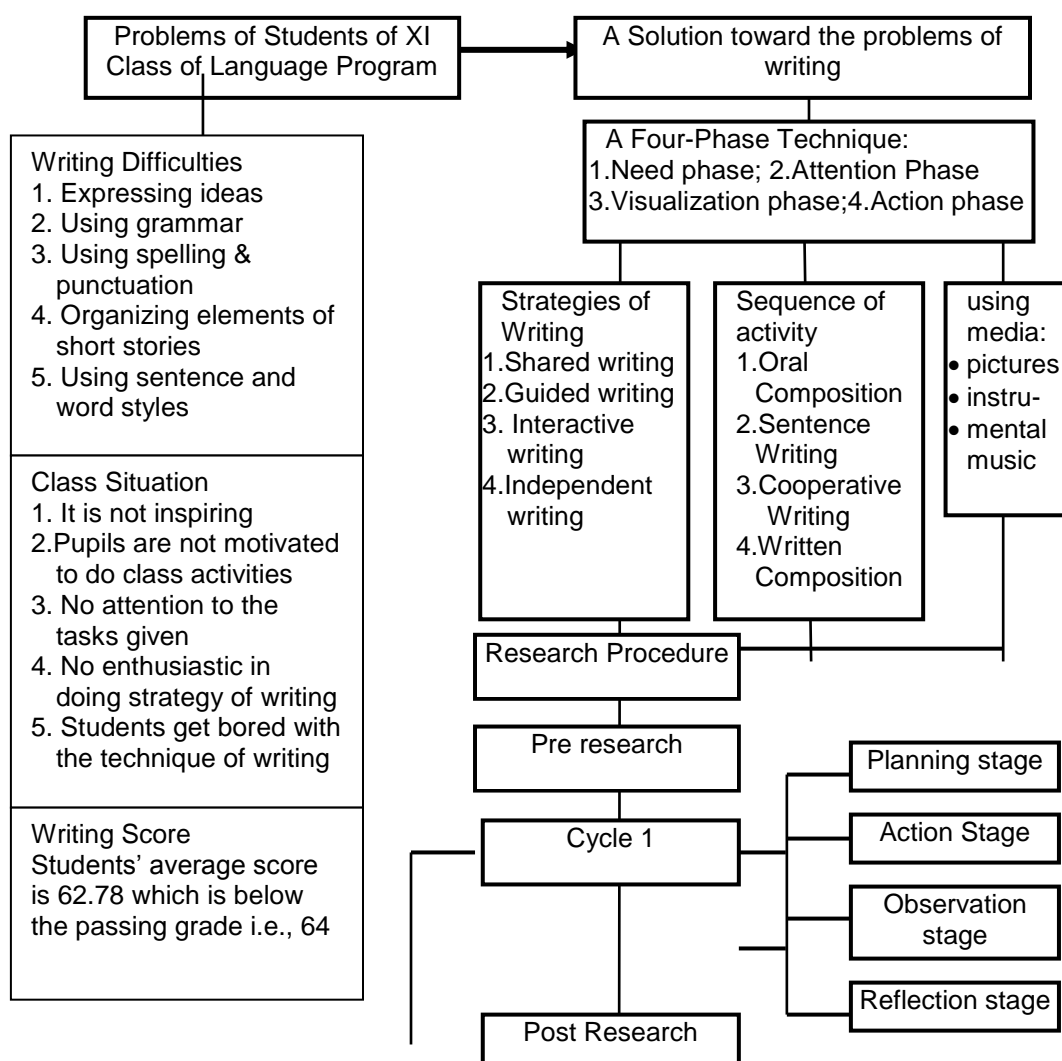 Problems of Students of XI
Class of Language Program
A Solution toward the problems of
writing
Writing Difficulties
1. Expressing ideas
2. Using grammar
3. Using spelling &
punctuation
4. Organizing elements of
short stories
5. Using sentence and
word styles
Class Situation
1. It is not inspiring
2.Pupils are not motivated
to do class activities
3. No attention to the
tasks given
4. No enthusiastic in
doing strategy of writing
5. Students get bored with
the technique of writing
Writing Score
Students’ average score
is 62.78 which is below
the passing grade i.e., 64
A Four-Phase Technique:
1.Need phase; 2.Attention Phase
3.Visualization phase;4.Action phase
Strategies of
Writing
1.Shared writing
2.Guided writing
3. Interactive
writing
4.Independent
writing
Sequence of
activity
1.Oral
Composition
2.Sentence
Writing
3.Cooperative
Writing
4.Written
Composition
using
media:
• pictures
• instru-
• mental
music
Research Procedure
Pre research
Cycle 1
Post Research
Planning stage
Action Stage
Observation
stage
Reflection stage